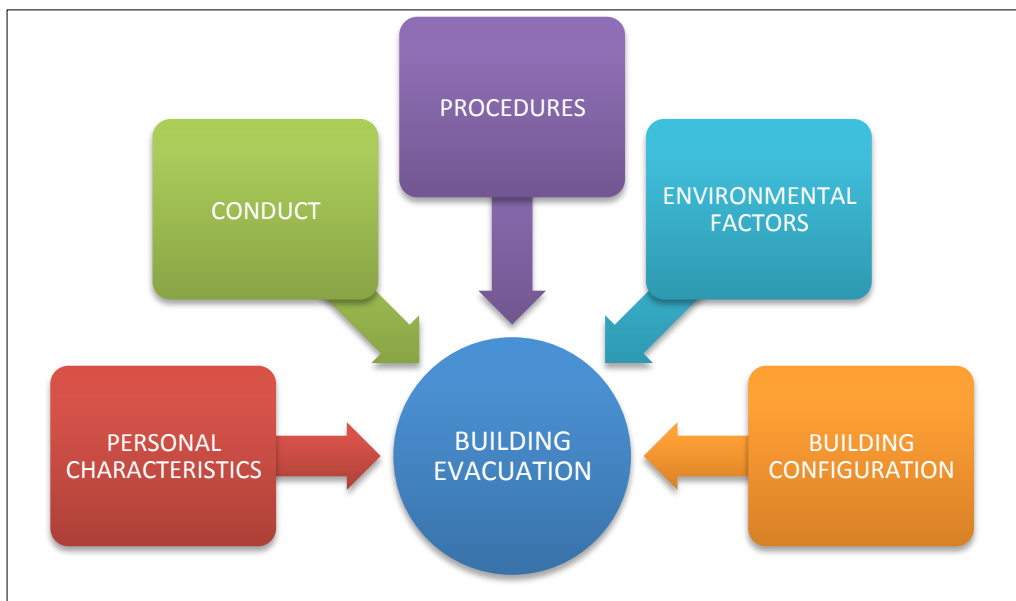 PROCEDURES
CONDUCT
ENVIRONMENTAL
FACTORS
PERSONAL
CHARACTERISTICS
BUILDING
EVACUATION
BUILDING
CONFIGURATION